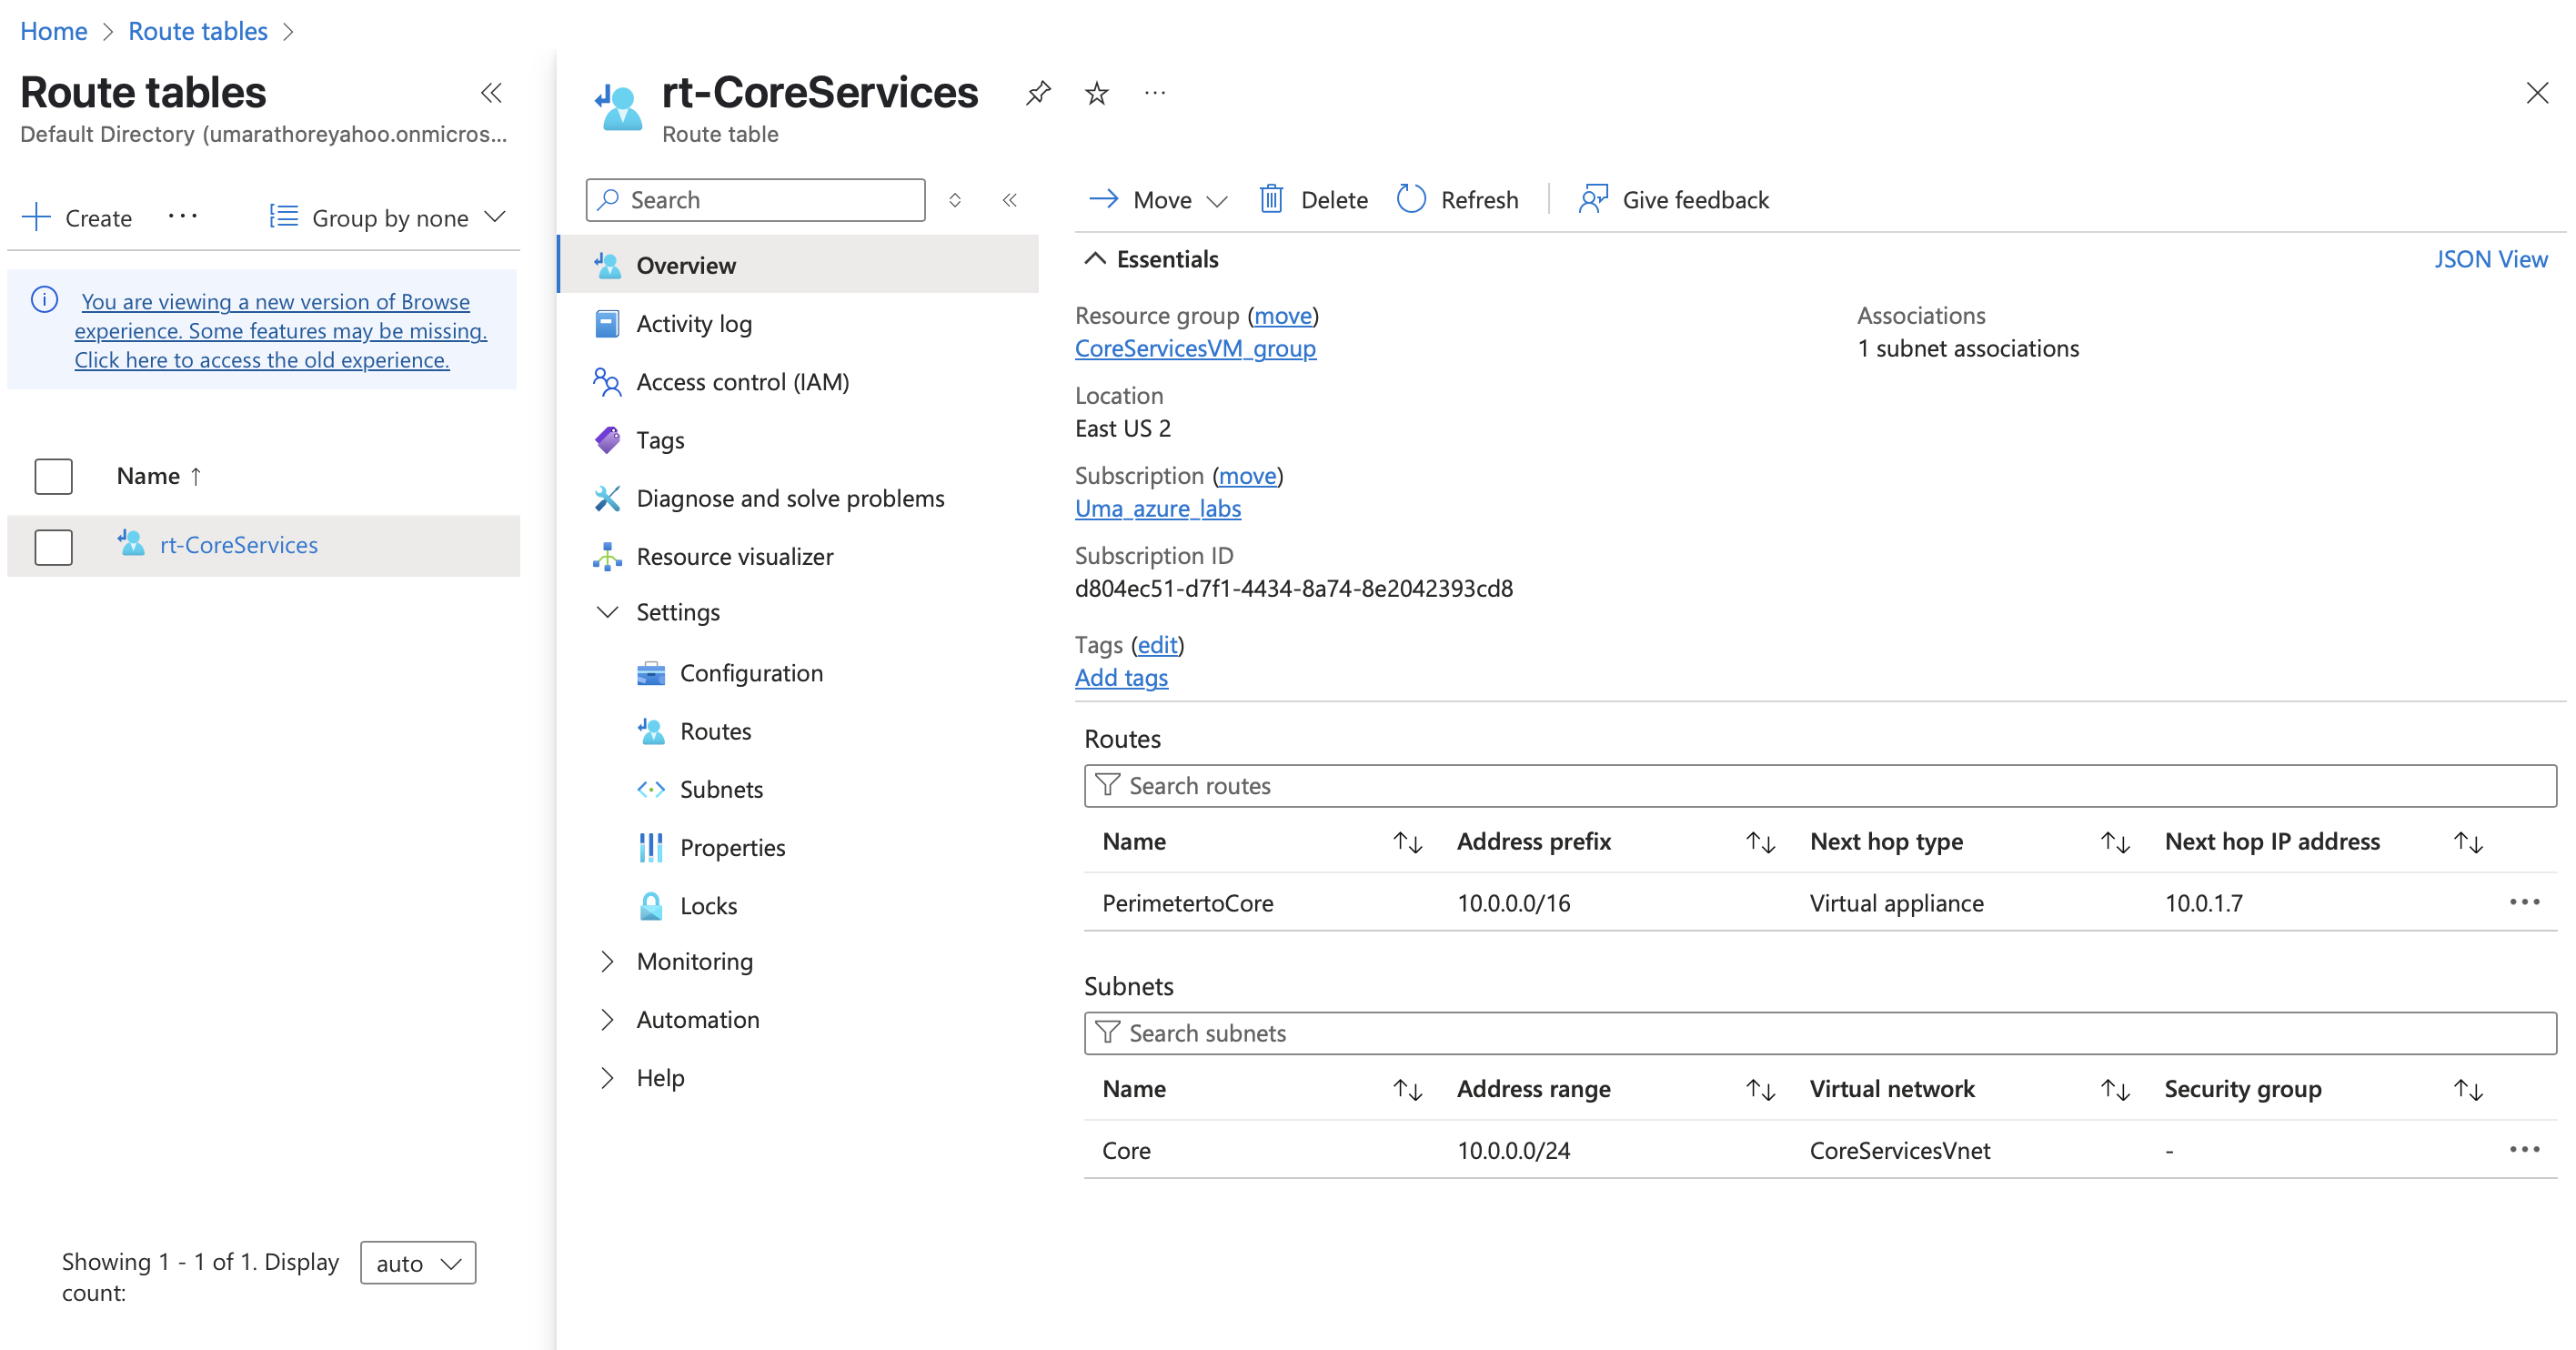 Home > Route tables >
Route tables
Default Directory (umarathoreyahoo.onmicros...
Create
Group by none
You are viewing a new version of Browse
experience. Some features may be missing.
Click here to access the old experience.
Name ↑
rt-CoreServices
Showing 1 - 1 of 1. Display
count:
auto
rt-CoreServices
Route table
Search
Overview
Activity log
Access control (IAM)
Tags
Diagnose and solve problems
Resource visualizer
Settings
Configuration
Routes
Subnets
Properties
Locks
Monitoring
Automation
Help
Move
Delete
Refresh
Give feedback
Essentials
JSON View
Resource group (move)
CoreServicesVM_group
Location
East US 2
Subscription (move)
Uma_azure_labs
Subscription ID
d804ec51-d7f1-4434-8a74-8e2042393cd8
Tags (edit)
Add tags
Associations
1 subnet associations
Routes
Search routes
Name Address prefix Next hop type Next hop IP address
PerimetertoCore 10.0.0.0/16 Virtual appliance 10.0.1.7
Subnets
Search subnets
Name Address range Virtual network Security group
Core 10.0.0.0/24 CoreServicesVnet -